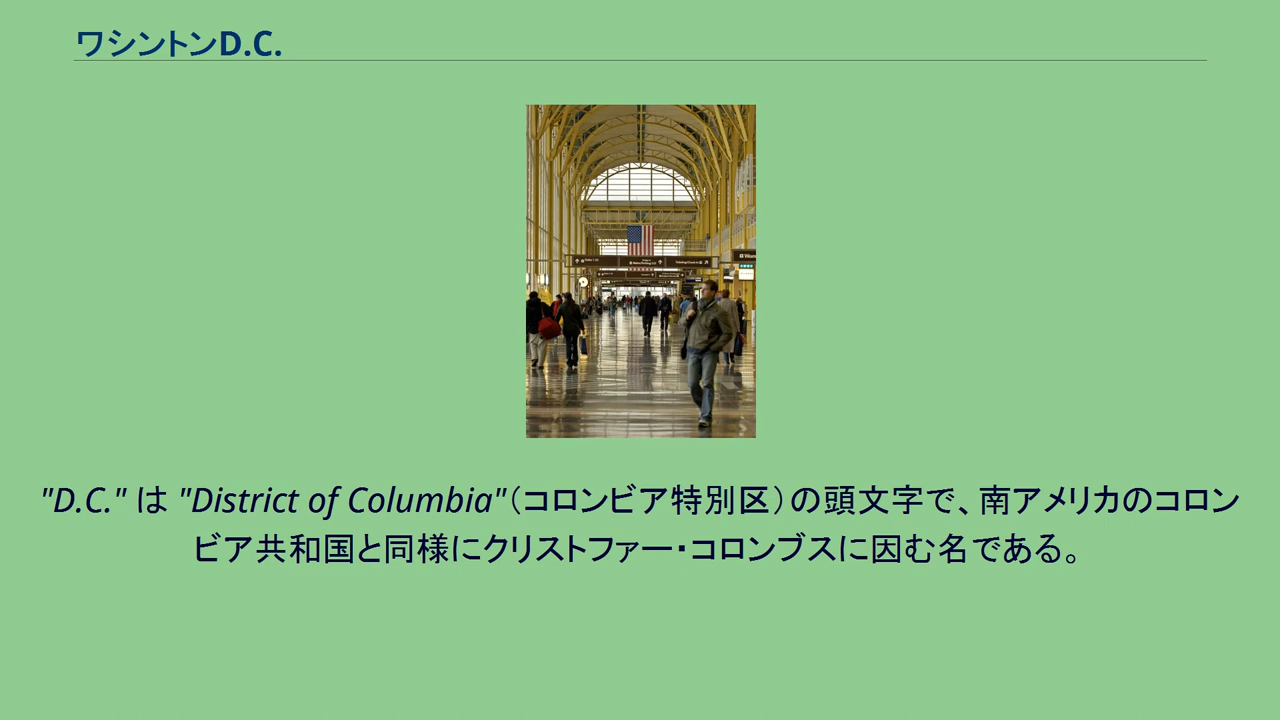 ワシントンD.C.
"D.C." は "District of Columbia"（コロンビア特別区）の頭文字で、南アメリカのコロン
ビア共和国と同様にクリストファー・コロンブスに因む名である。